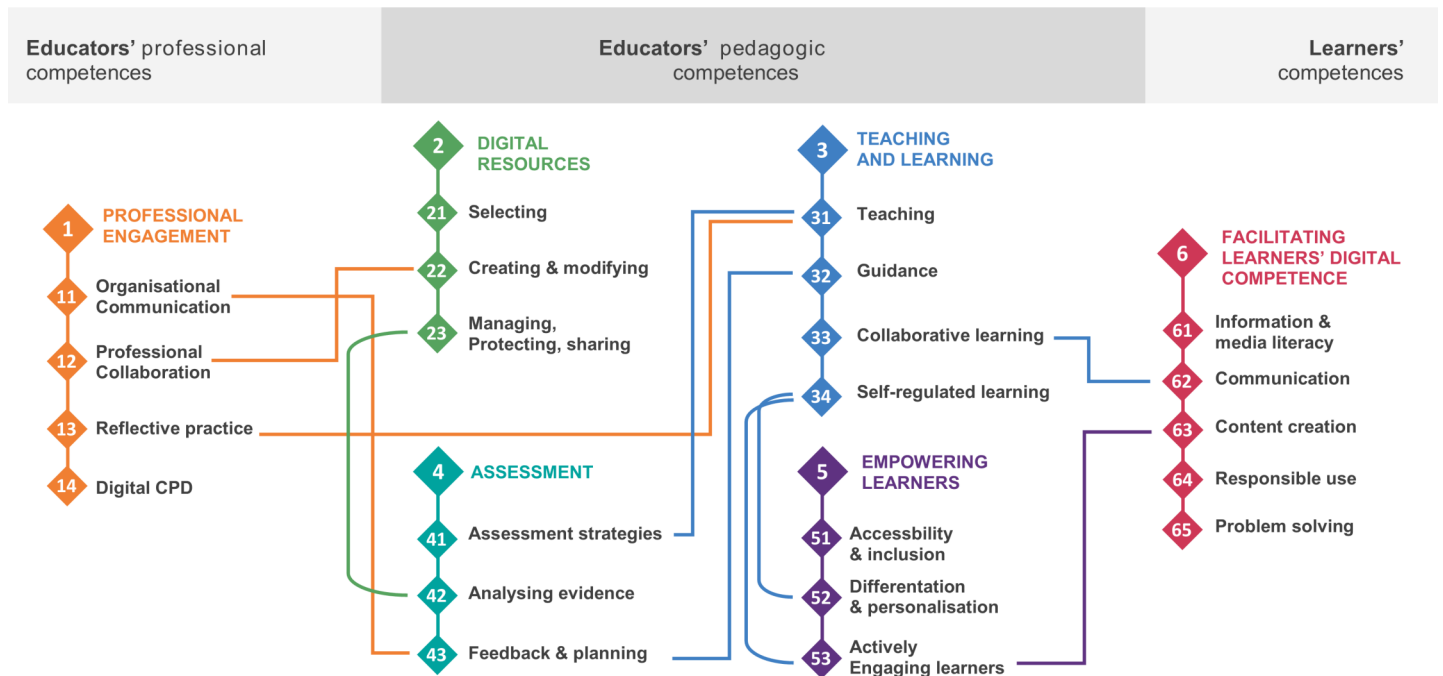 Educators' professional
competences
Educators' pedagogic
competences
Learners'
competences
1
PROFESSIONAL
ENGAGEMENT
11
Organisational
Communication
12
Professional
Collaboration
13
Reflective practice
14
Digital CPD
2
DIGITAL
RESOURCES
21
Selecting
22
Creating & modifying
23
Managing,
Protecting, sharing
4
ASSESSMENT
41
Assessment strategies
42
Analysing evidence
43
Feedback & planning
3
TEACHING
AND LEARNING
31
Teaching
32
Guidance
33
Collaborative learning
34
Self-regulated learning
5
EMPOWERING
LEARNERS
51
Accessbility
& inclusion
52
Differentation
& personalisation
53
Actively
Engaging learners
6
FACILITATING
LEARNERS' DIGITAL
COMPETENCE
61
Information &
media literacy
62
Communication
63
Content creation
64
Responsible use
65
Problem solving